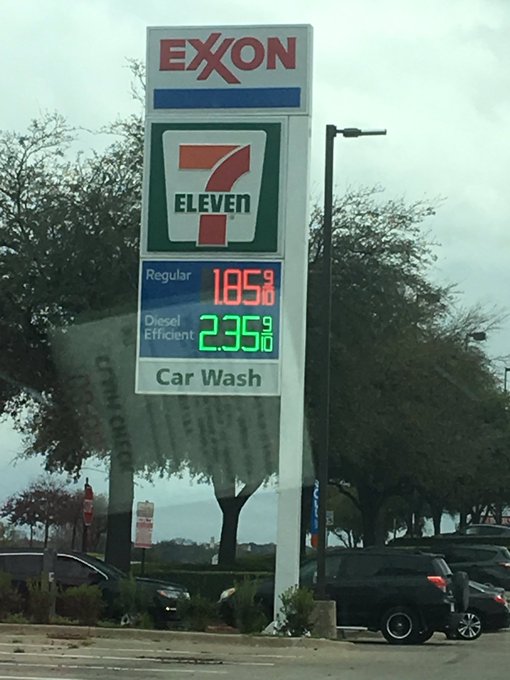 EXXON
7
ELEVEn
Regular 1.85 9/10
Diesel
Efficient 2.35 9/10
Car Wash